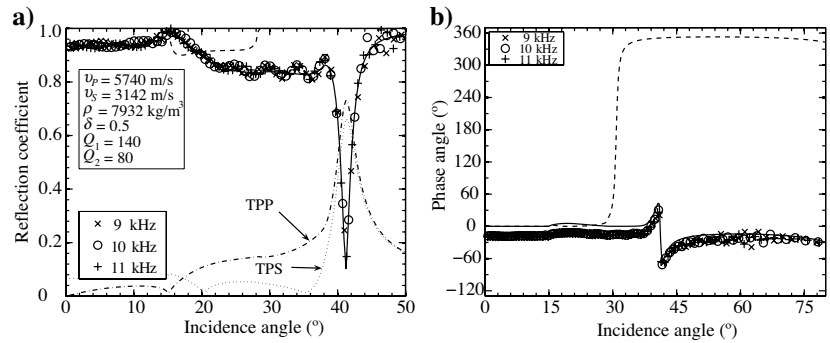 a)
1.0
0.8
0.6
0.4
0.2
0
Reflection coefficient
υP = 5740 m/s
υS = 3142 m/s
ρ = 7932 kg/m³
δ = 0.5
Q1 = 140
Q2 = 80
× 9 kHz
○ 10 kHz
+ 11 kHz
TPP
TPS
0 10 20 30 40 50
Incidence angle (°)
b)
× 9 kHz
○ 10 kHz
+ 11 kHz
360
300
240
180
120
60
0
−60
−120
Phase angle (°)
0 15 30 45 60 75
Incidence angle (°)